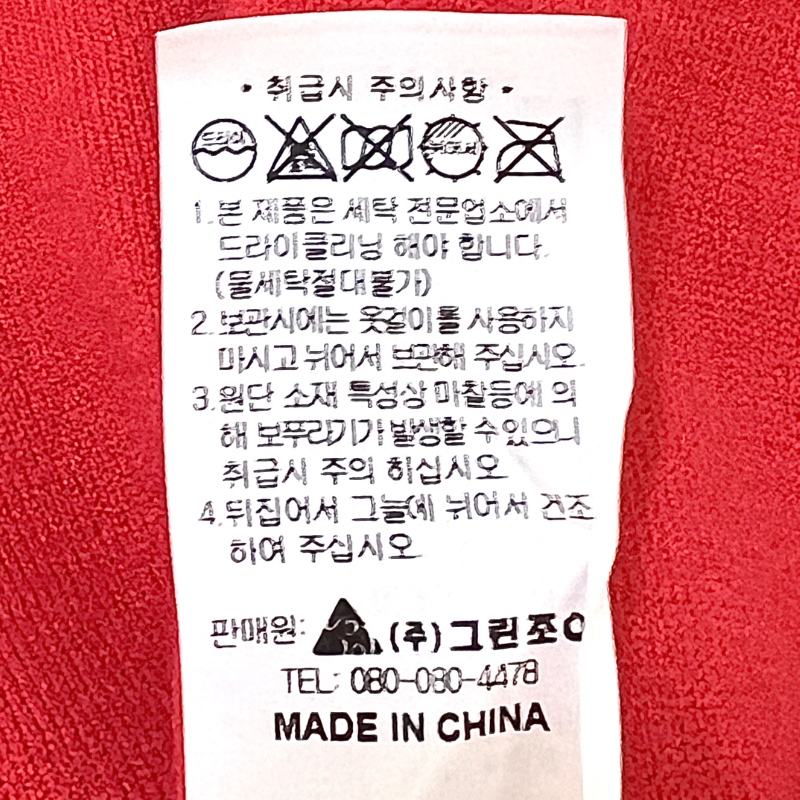 • 취급시 주의사항 •
드라이
1. 본 제품은 세탁 전문업소에서
드라이클리닝 해야 합니다.
(물세탁절대불가)
2. 보관시에는 옷걸이를 사용하지
마시고 뉘어서 보관해 주십시오.
3. 원단 소재 특성상 마찰등에 의
해 보푸라기가 발생할 수 있으니
취급시 주의 하십시오
4. 뒤집어서 그늘에 뉘어서 건조
하여 주십시오
판매원: (주)그린조
TEL: 080-080-4478
MADE IN CHINA